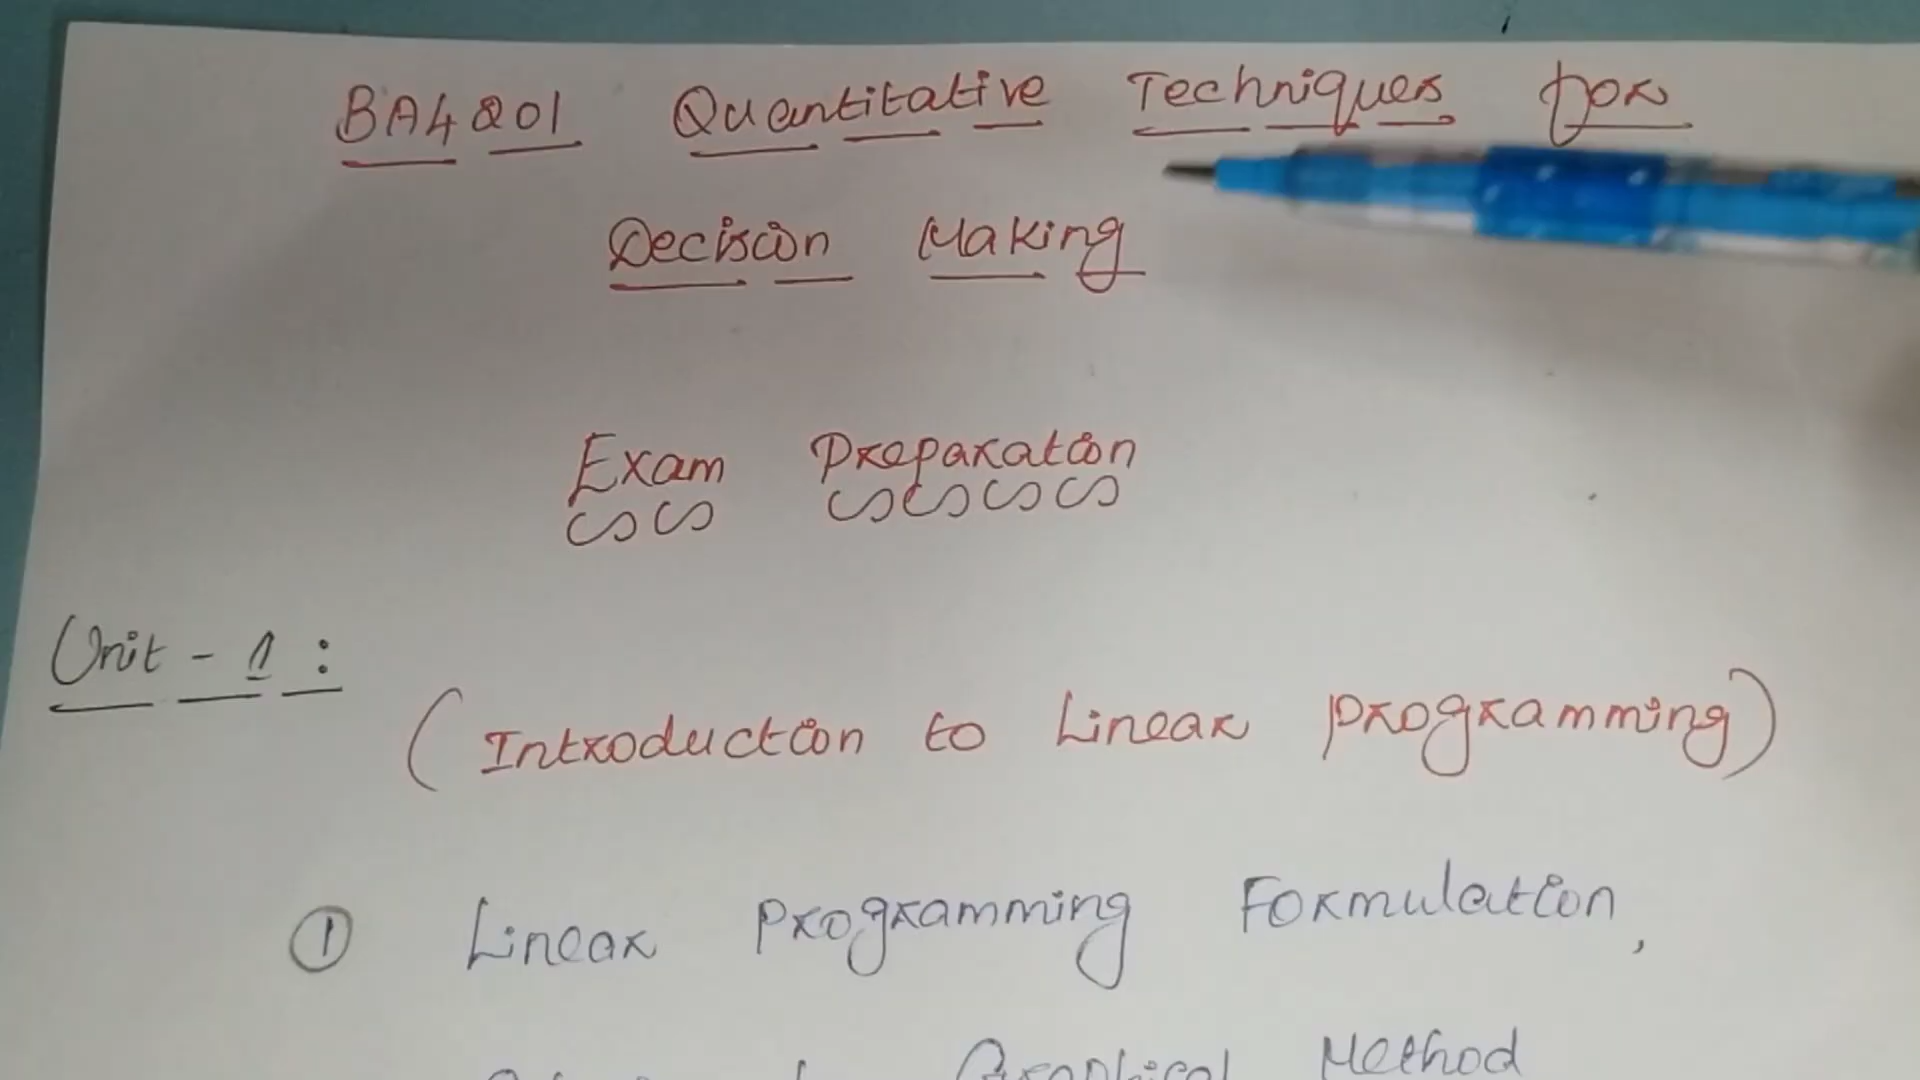 BA4201 Quantitative Techniques for
Decision Making
Exam Preparation
Unit - 1 :
(Introduction to Linear programming)
① Linear programming Formulation,
Graphical Method